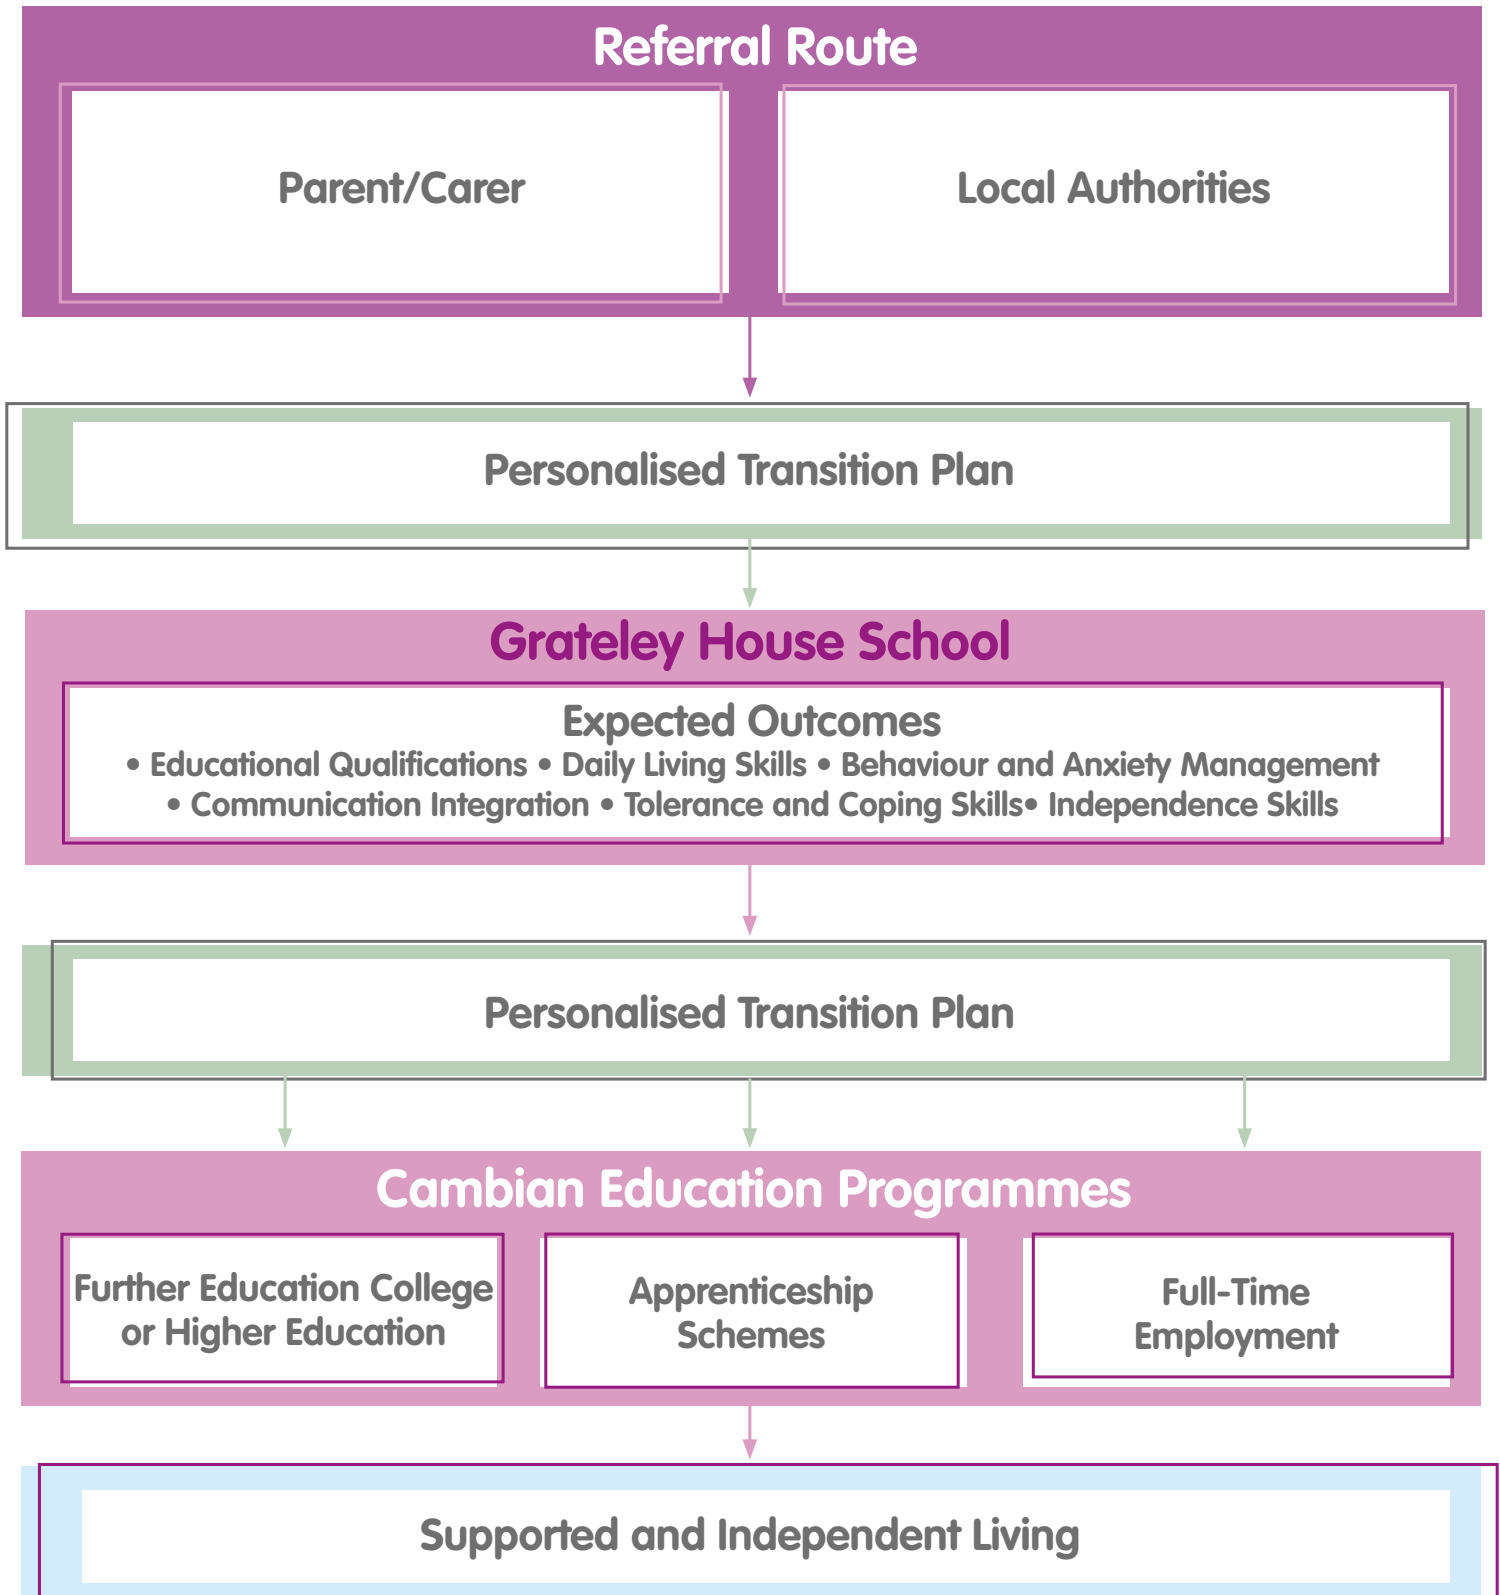 Referral Route
Parent/Carer
Local Authorities
Personalised Transition Plan
Grateley House School
Expected Outcomes
• Educational Qualifications • Daily Living Skills • Behaviour and Anxiety Management
• Communication Integration • Tolerance and Coping Skills• Independence Skills
Personalised Transition Plan
Cambian Education Programmes
Further Education College
or Higher Education
Apprenticeship
Schemes
Full-Time
Employment
Supported and Independent Living